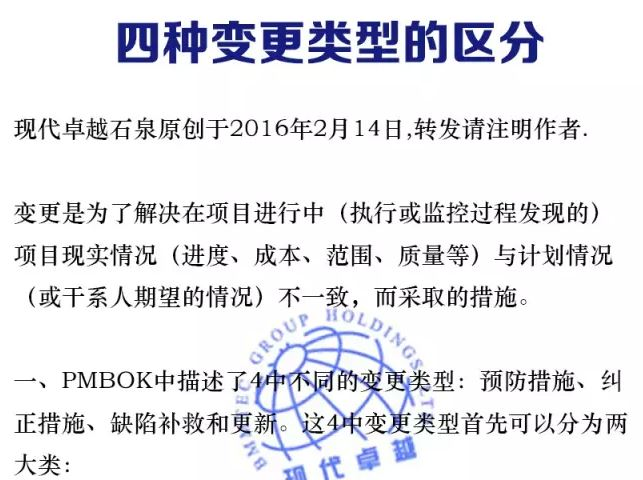 四种变更类型的区分
现代卓越石泉原创于2016年2月14日,转发请注明作者.
变更是为了解决在项目进行中（执行或监控过程发现的）
项目现实情况（进度、成本、范围、质量等）与计划情况
（或干系人期望的情况）不一致，而采取的措施。
一、PMBOK中描述了4中不同的变更类型：预防措施、纠
正措施、缺陷补救和更新。这4中变更类型首先可以分为两
大类：
GROUP HOLDINGS LTD
现代卓越